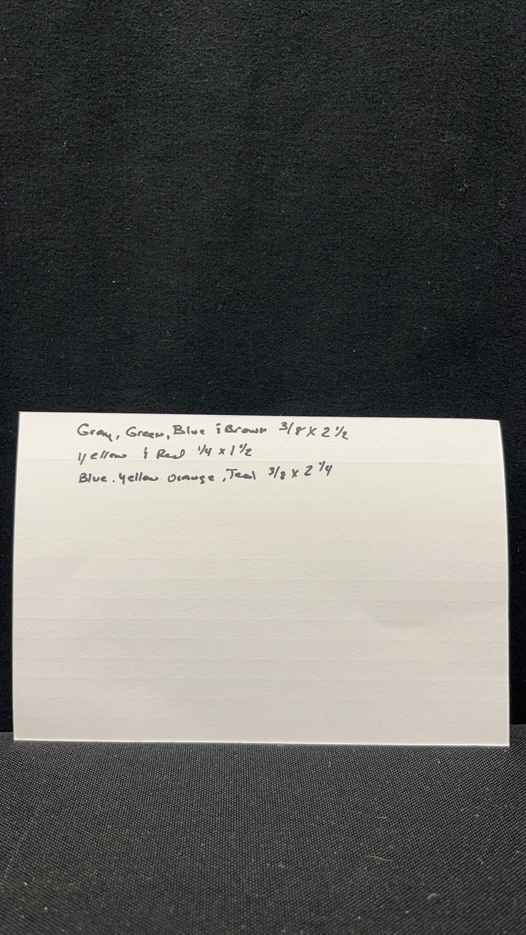 Gray, Green, Blue & Brown 3/8 x 2 1/2
Yellow & Red 1/4 x 1 1/2
Blue, Yellow Orange, Teal 3/8 x 2 1/4